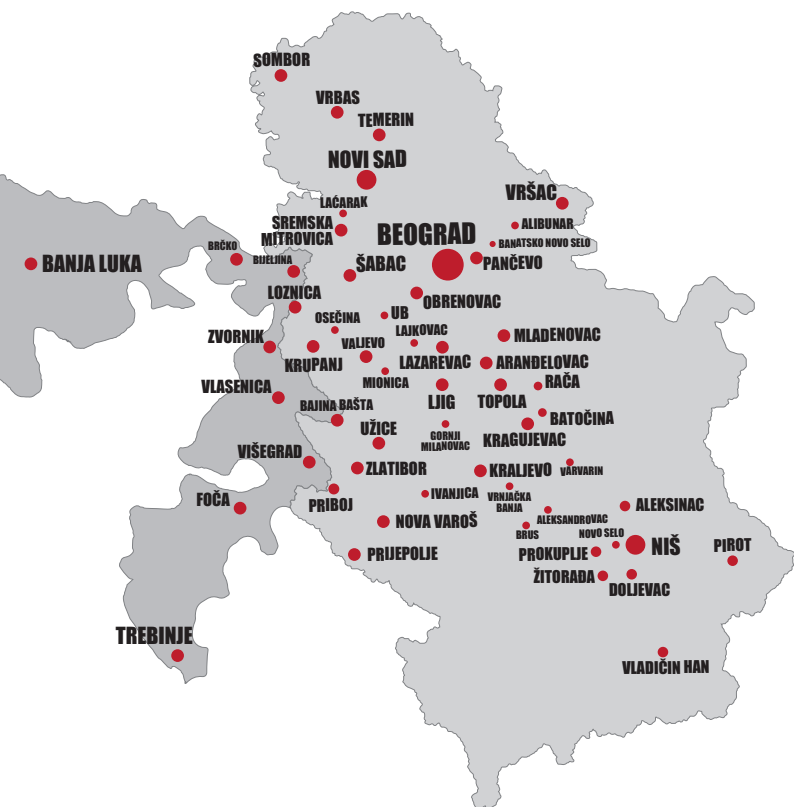 SOMBOR
VRBAS
TEMERIN
NOVI SAD
VRŠAC
LAĆARAK
SREMSKA
MITROVICA
ALIBUNAR
BEOGRAD
BANATSKO NOVO SELO
BRČKO
BIJELJINA
BANJA LUKA
ŠABAC
PANČEVO
LOZNICA
OBRENOVAC
OSEČINA
UB
ZVORNIK
LAJKOVAC
MLADENOVAC
VALJEVO
KRUPANJ
LAZAREVAC
ARANĐELOVAC
MIONICA
RAČA
VLASENICA
BAJINA BAŠTA
LJIG
TOPOLA
BATOČINA
UŽICE
GORNJI
MILANOVAC
KRAGUJEVAC
VIŠEGRAD
ZLATIBOR
KRALJEVO
VARVARIN
FOČA
PRIBOJ
IVANJICA
VRNJAČKA
BANJA
ALEKSINAC
NOVA VAROŠ
ALEKSANDROVAC
BRUS
NOVO SELO
NIŠ
PIROT
PRIJEPOLJE
PROKUPLJE
ŽITORAĐA
DOLJEVAC
TREBINJE
VLADIČIN HAN